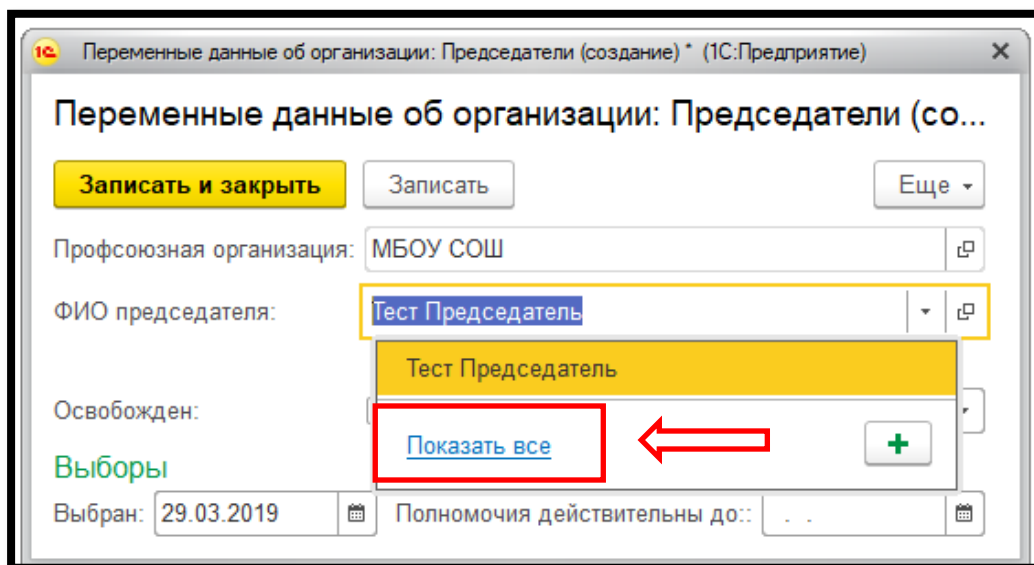 1С Переменные данные об организации: Председатели (создание) * (1С:Предприятие)
Переменные данные об организации: Председатели (со...
Записать и закрыть Записать Еще
Профсоюзная организация: МБОУ СОШ
ФИО председателя: Тест Председатель
Тест Председатель
Освобожден:
Показать все
Выборы
Выбран: 29.03.2019 Полномочия действительны до:: . .